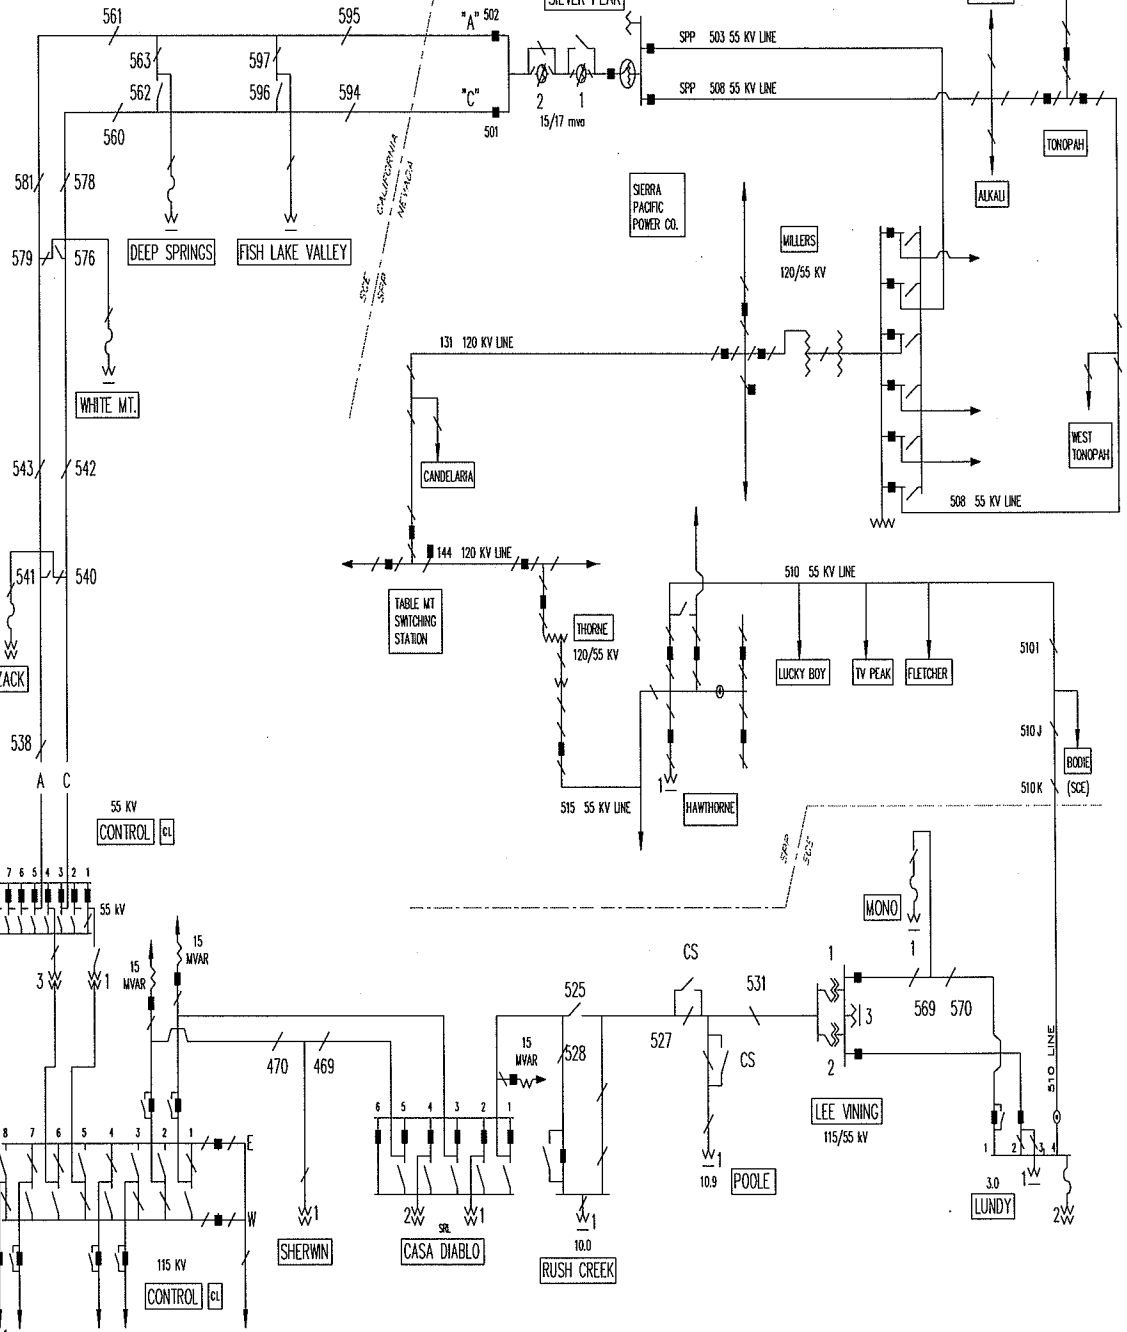 SILVER PEAK
561
595
"A"
502
563
597
562
596
"C"
560
594
501
2
1
15/17 mva
SPP 503 55 KV LINE
SPP 508 55 KV LINE
TONOPAH
ALKALI
581
578
579
576
DEEP SPRINGS
FISH LAKE VALLEY
CALIFORNIA
NEVADA
SCE
SPP
SIERRA
PACIFIC
POWER CO.
MILLERS
120/55 KV
WHITE MT.
131 120 KV LINE
543
542
CANDELARIA
WEST
TONOPAH
508 55 KV LINE
144 120 KV LINE
541
540
TABLE MT
SWITCHING
STATION
THORNE
120/55 KV
510 55 KV LINE
ZACK
LUCKY BOY
TV PEAK
FLETCHER
510 I
538
510 J
BODIE
(SCE)
510 K
A
C
1
HAWTHORNE
515 55 KV LINE
55 KV
CONTROL
CL
SPP
SCE
7 6 5 4 3 2 1
55 kV
MONO
1
3
1
15
MVAR
15
MVAR
CS
525
531
1
3
2
569
570
470
469
15
MVAR
528
527
CS
510 LINE
LEE VINING
115/55 kV
6 5 4 3 2 1
8 7 6 5 4 3 2 1
E
W
1
10.9
POOLE
1 2 3 4
3.0
LUNDY
1
2
1
SHERWIN
2
1
SRL
CASA DIABLO
1
10.0
RUSH CREEK
115 KV
CONTROL
CL